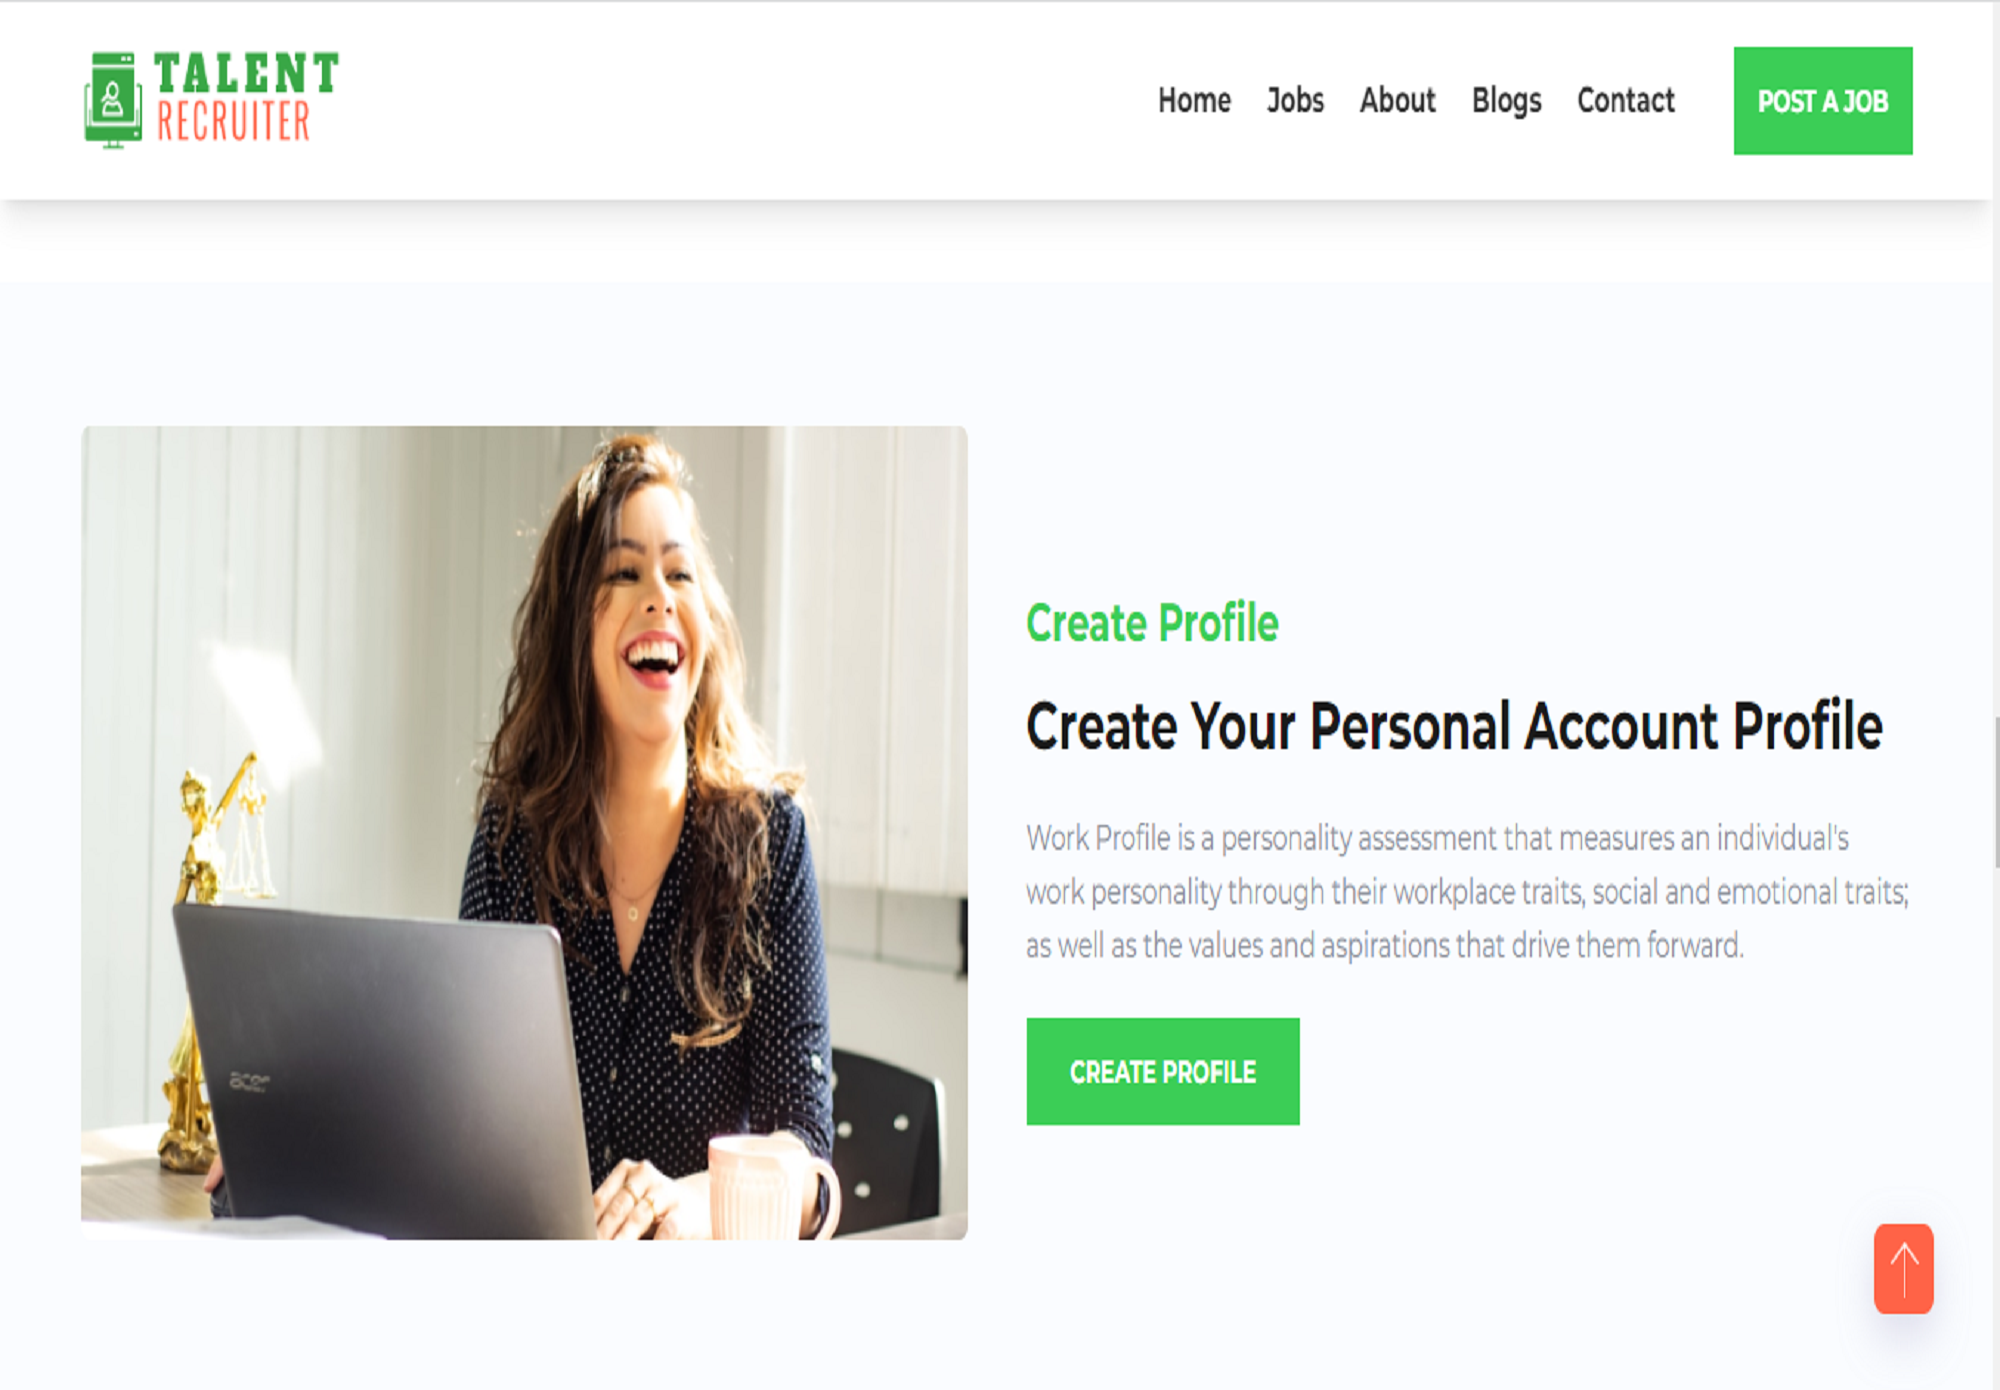 TALENT
RECRUITER
Home Jobs About Blogs Contact POST A JOB
Create Profile
Create Your Personal Account Profile
Work Profile is a personality assessment that measures an individual's
work personality through their workplace traits, social and emotional traits;
as well as the values and aspirations that drive them forward.
CREATE PROFILE
acer